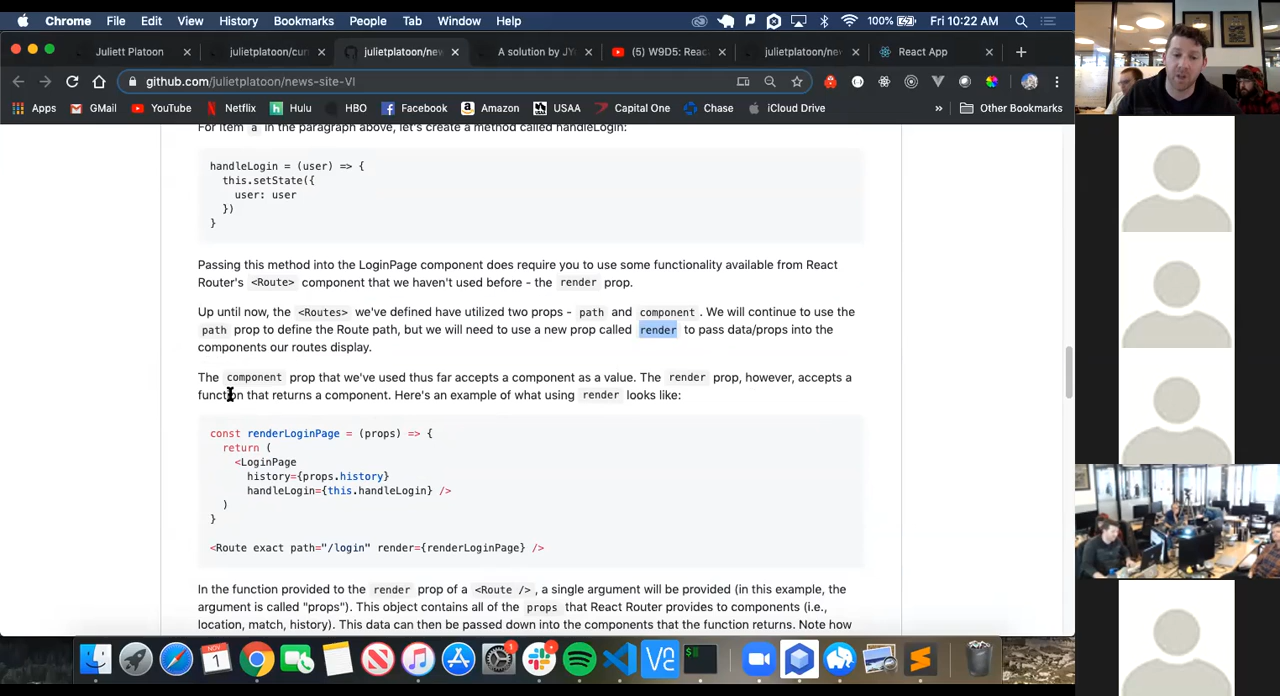 Chrome File Edit View History Bookmarks People Tab Window Help 100% Fri 10:22 AM
Juliett Platoon julietplatoon/cur julietplatoon/new A solution by JY (5) W9D5: Reac julietplatoon/new React App
github.com/julietplatoon/news-site-VI
Apps GMail YouTube Netflix Hulu HBO Facebook Amazon USAA Capital One Chase iCloud Drive » Other Bookmarks
For item a in the paragraph above, let's create a method called handleLogin:
handleLogin = (user) => {
this.setState({
user: user
})
}
Passing this method into the LoginPage component does require you to use some functionality available from React
Router's <Route> component that we haven't used before - the render prop.
Up until now, the <Routes> we've defined have utilized two props - path and component. We will continue to use the
path prop to define the Route path, but we will need to use a new prop called render to pass data/props into the
components our routes display.
The component prop that we've used thus far accepts a component as a value. The render prop, however, accepts a
function that returns a component. Here's an example of what using render looks like:
const renderLoginPage = (props) => {
return (
<LoginPage
history={props.history}
handleLogin={this.handleLogin} />
)
}
<Route exact path="/login" render={renderLoginPage} />
In the function provided to the render prop of a <Route />, a single argument will be provided (in this example, the
argument is called "props"). This object contains all of the props that React Router provides to components (i.e.,
location, match, history). This data can then be passed down into the components that the function returns. Note how
NOV
1
1